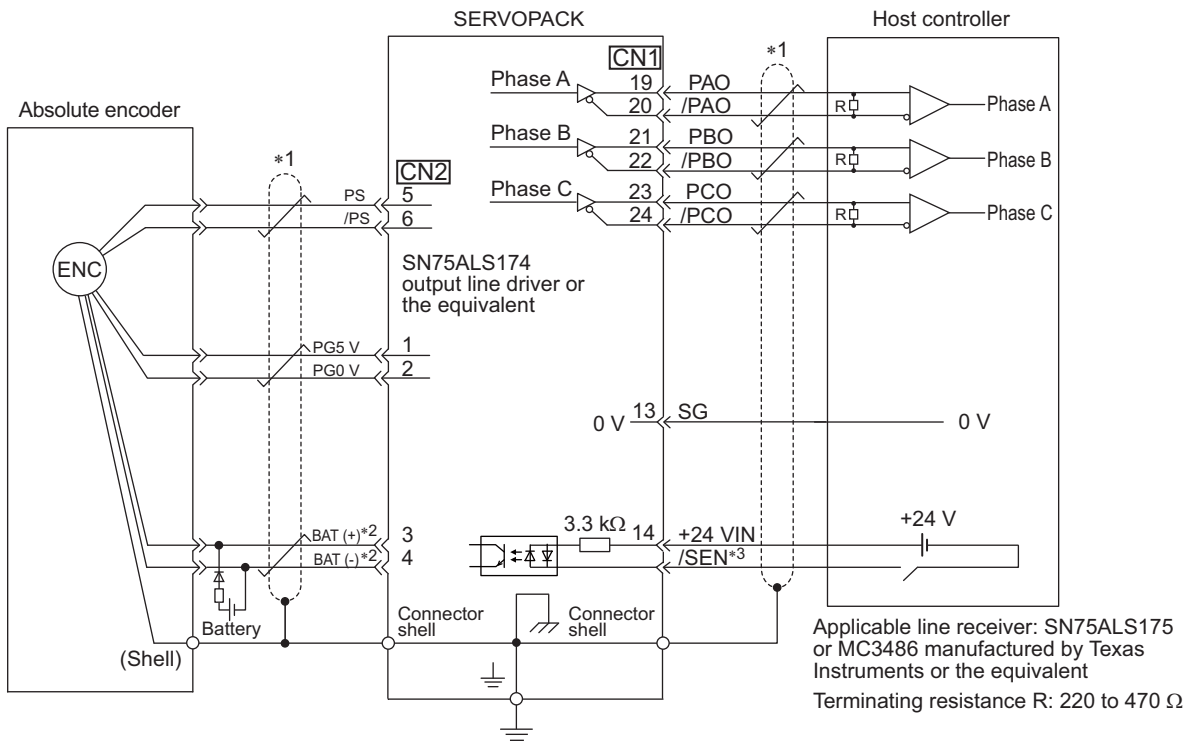 SERVOPACK
Host controller
Absolute encoder
*1
*1
CN1
CN2
Phase A
19
PAO
20
/PAO
R
Phase A
Phase B
21
PBO
22
/PBO
R
Phase B
Phase C
23
PCO
24
/PCO
R
Phase C
PS
5
/PS
6
ENC
SN75ALS174
output line driver or
the equivalent
PG5 V
1
PG0 V
2
0 V
13
SG
0 V
BAT (+)*2
3
BAT (-)*2
4
3.3 kΩ
14
+24 VIN
/SEN*3
+24 V
Battery
(Shell)
Connector
shell
Connector
shell
Applicable line receiver: SN75ALS175
or MC3486 manufactured by Texas
Instruments or the equivalent
Terminating resistance R: 220 to 470 Ω